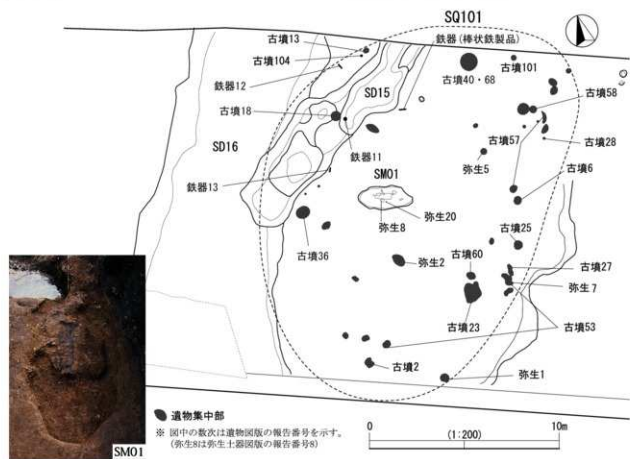 SQ101
鉄器(棒状鉄製品)
古墳13
古墳104
鉄器12
古墳18
SD15
SD16
鉄器11
鉄器13
古墳40・68
古墳101
古墳58
古墳57
古墳28
弥生5
古墳6
SM01
弥生20
弥生8
古墳36
古墳25
弥生2
古墳60
古墳27
弥生7
古墳23
古墳53
古墳2
弥生1
SM01
遺物集中部
※ 図中の数次は遺物図版の報告番号を示す。
(弥生8は弥生土器図版の報告番号8)
0
(1:200)
10m